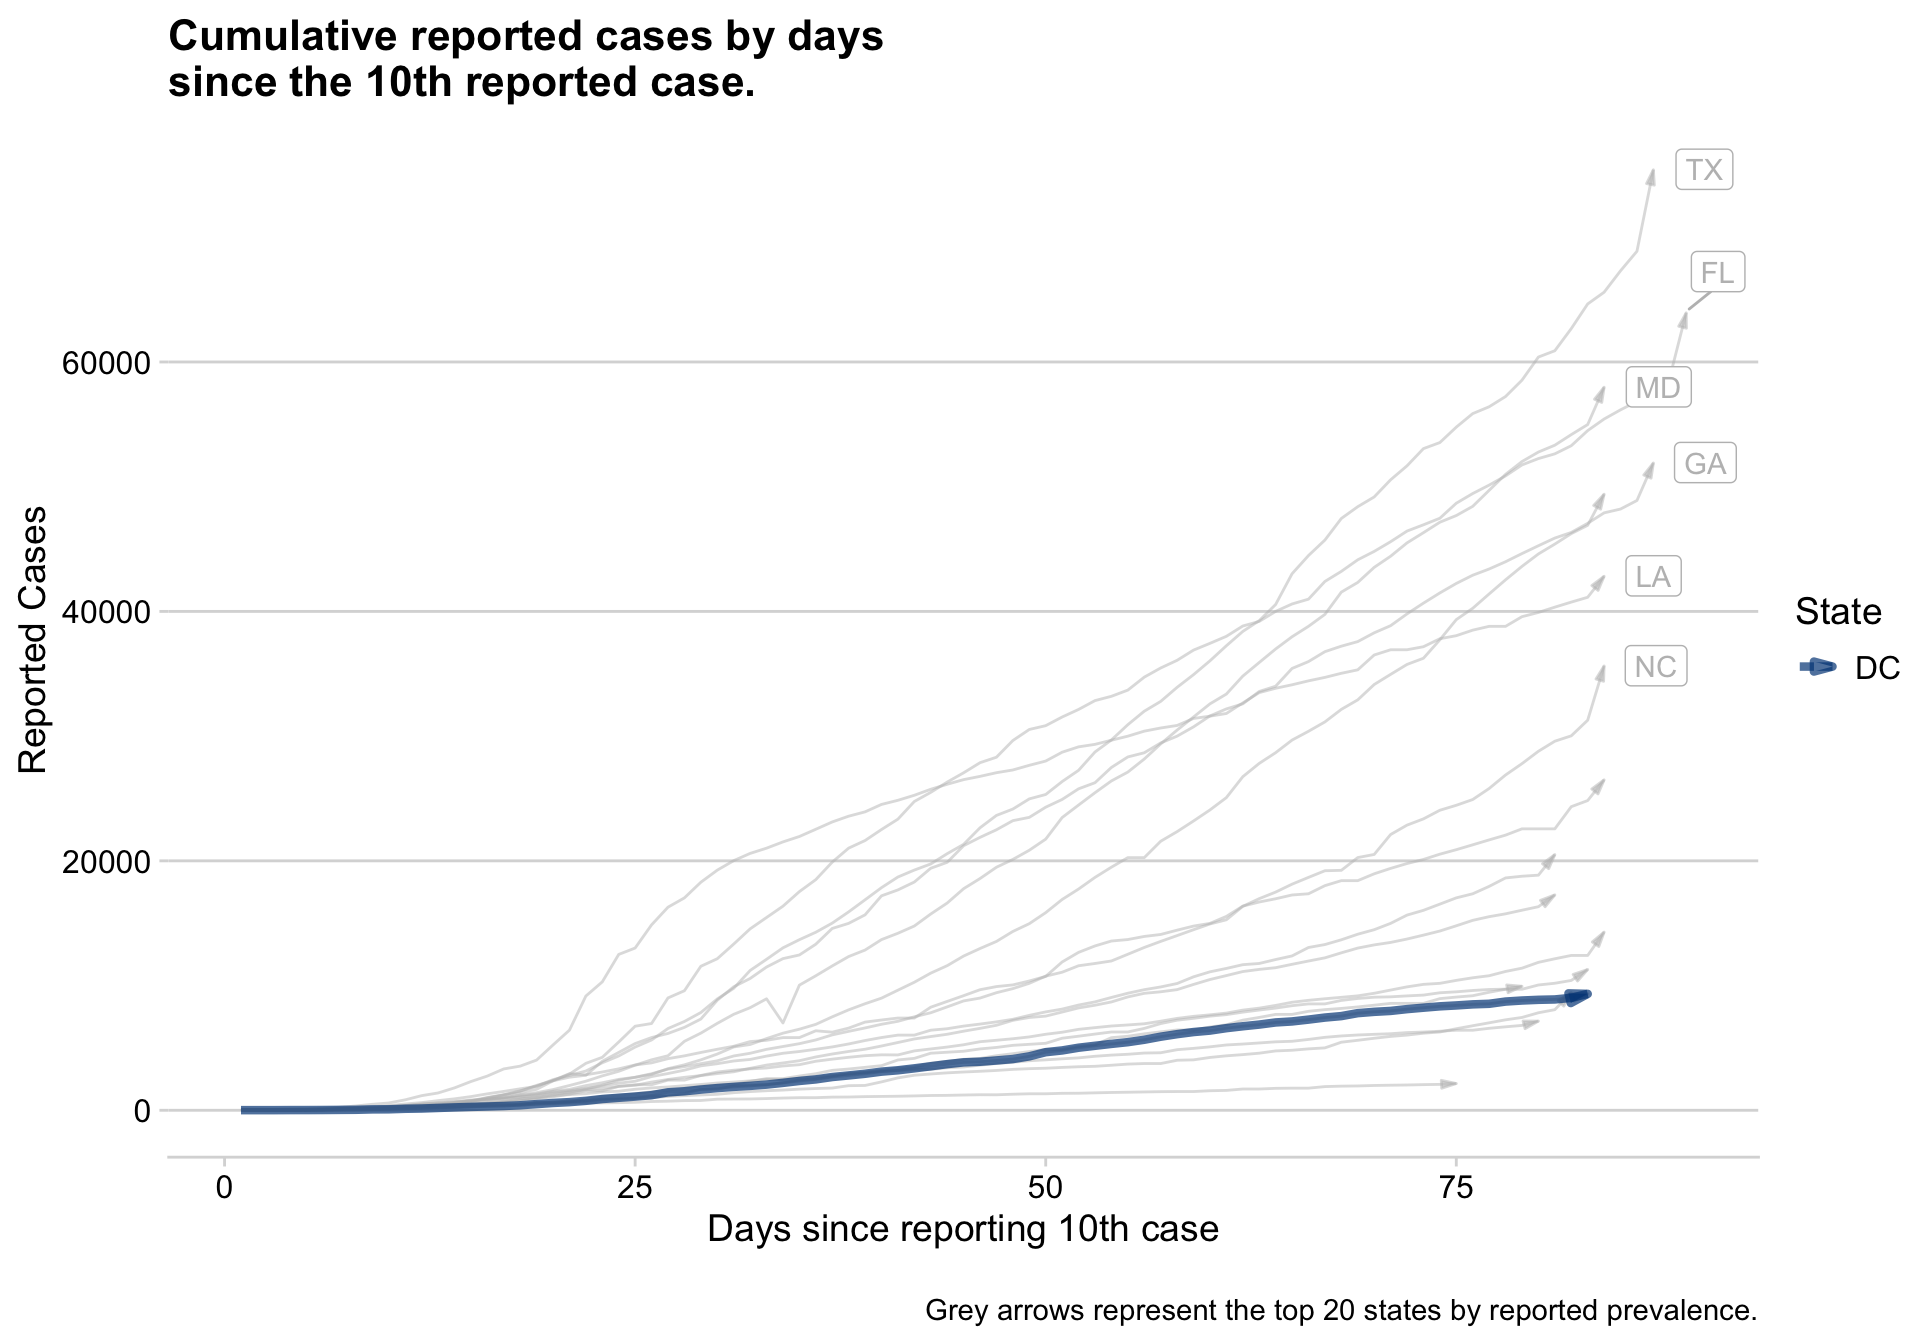 Cumulative reported cases by days
since the 10th reported case.
TX
FL
60000
MD
GA
Reported Cases
40000
LA
State
NC
DC
20000
0
0 25 50 75
Days since reporting 10th case
Grey arrows represent the top 20 states by reported prevalence.